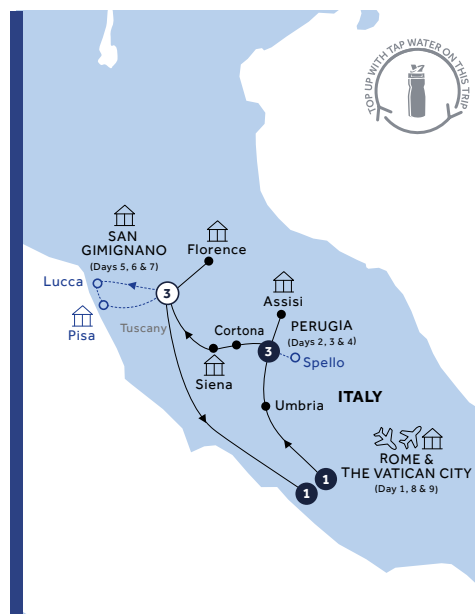 TOP UP WITH TAP WATER ON THIS TRIP
SAN
GIMIGNANO
(Days 5, 6 & 7)
Florence
Lucca
3
Assisi
Pisa
Tuscany
Cortona
PERUGIA
(Days 2, 3 & 4)
3
Spello
Siena
ITALY
Umbria
ROME &
THE VATICAN CITY
(Day 1, 8 & 9)
1
1